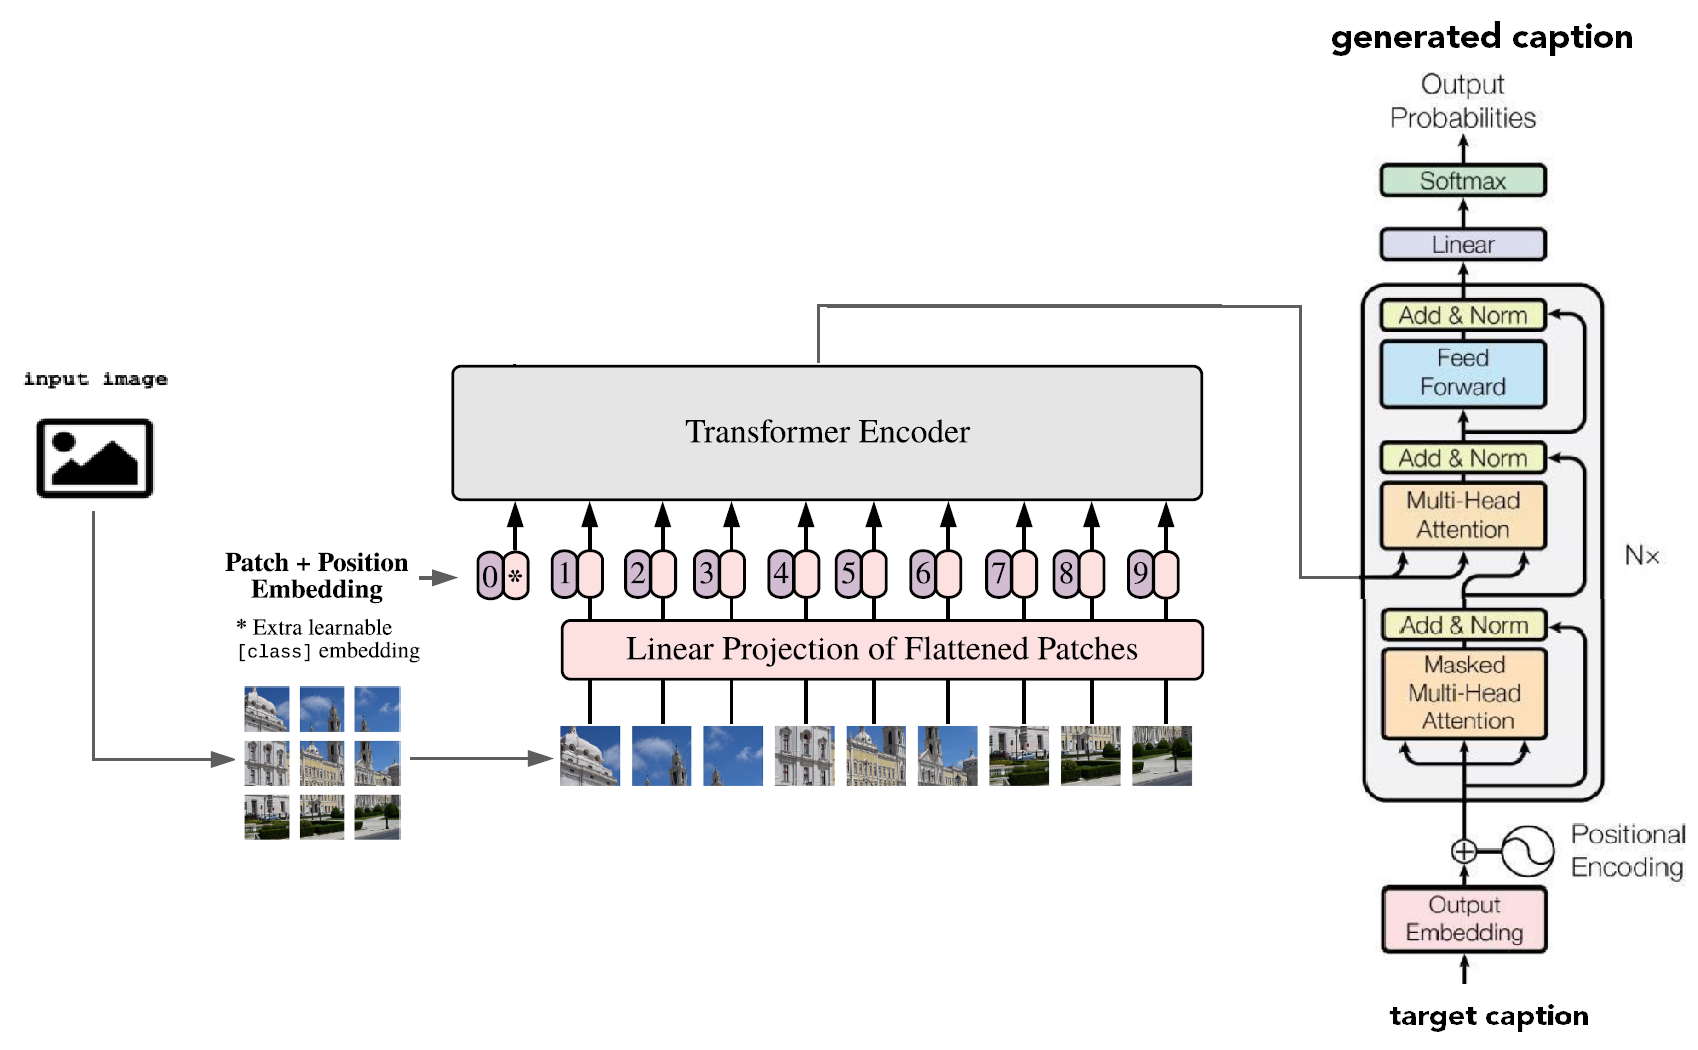 generated caption
Output
Probabilities
Softmax
Linear
Add & Norm
Feed
Forward
Add & Norm
Multi-Head
Attention
N×
Add & Norm
Masked
Multi-Head
Attention
Positional
Encoding
Output
Embedding
target caption
input image
Transformer Encoder
Patch + Position
Embedding
0 * 1 2 3 4 5 6 7 8 9
* Extra learnable
[class] embedding
Linear Projection of Flattened Patches